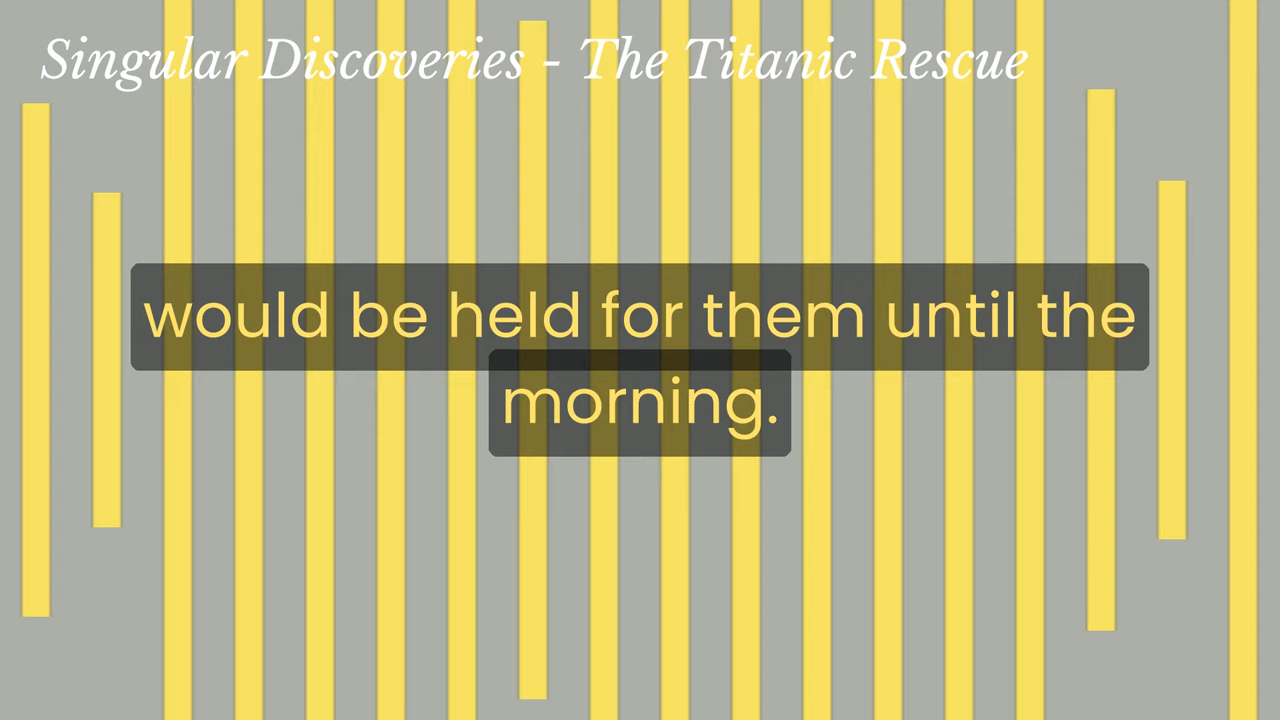 Singular Discoveries - The Titanic Rescue
would be held for them until the
morning.